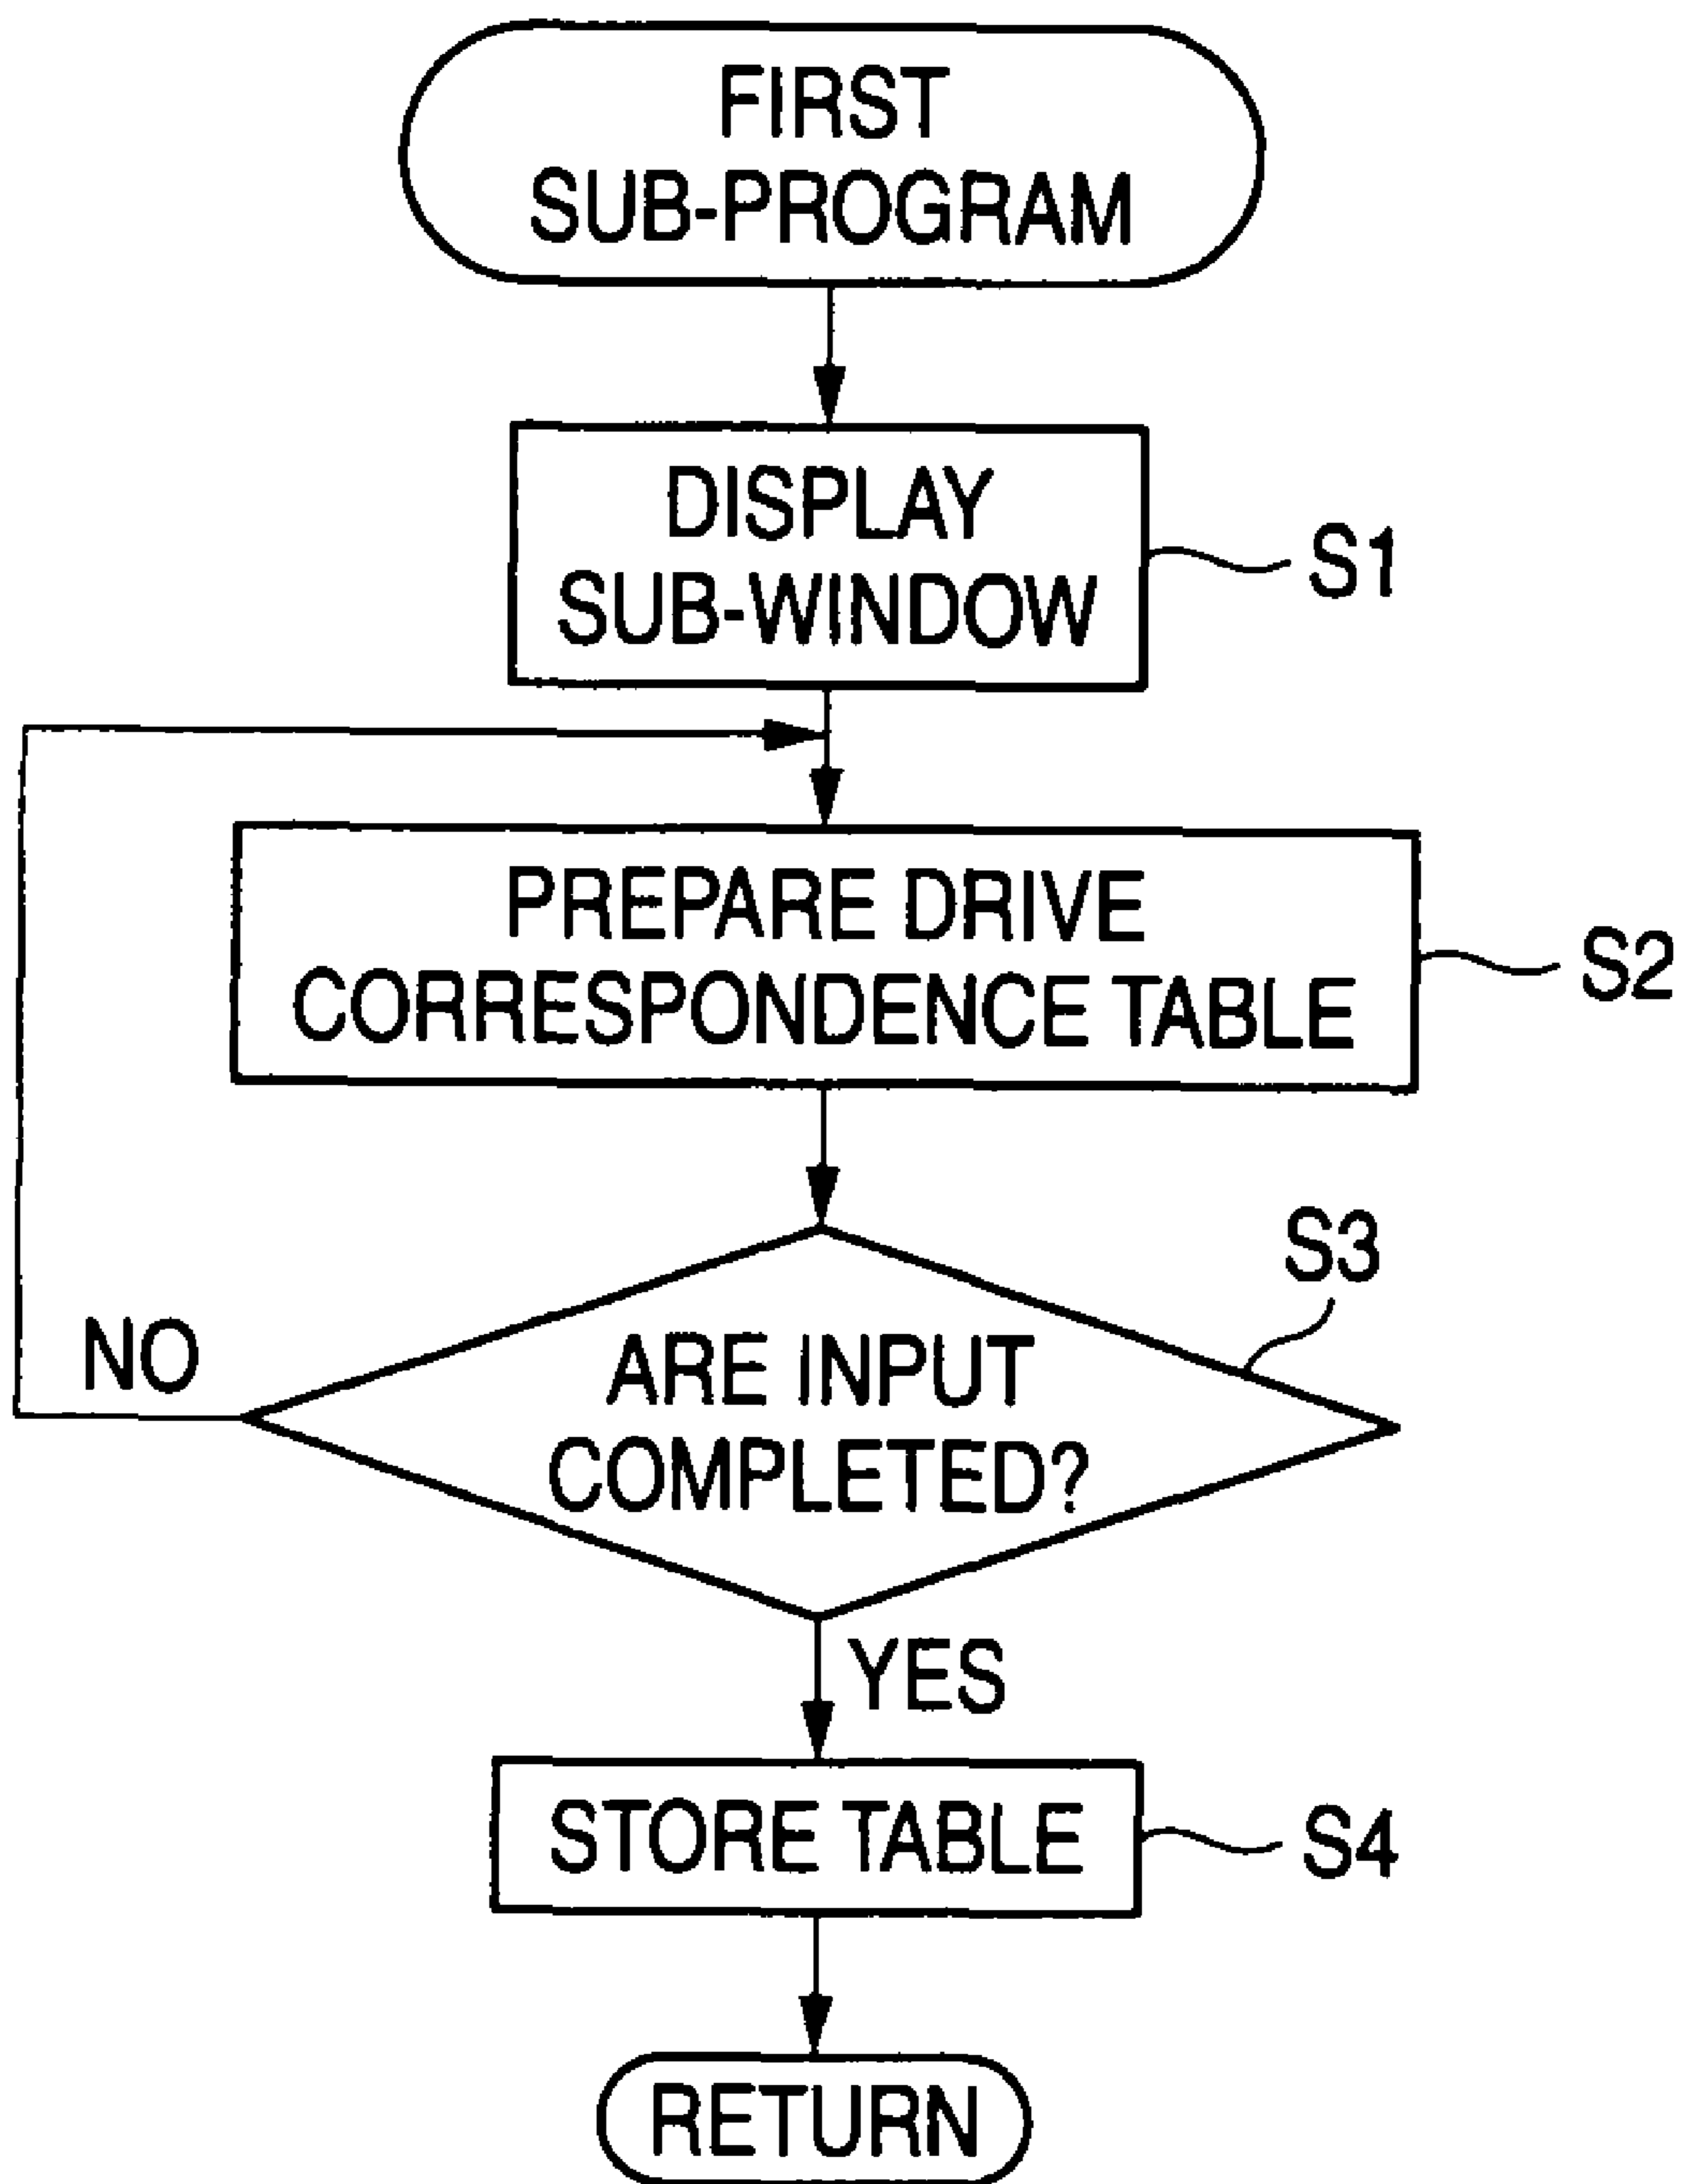 FIRST
SUB-PROGRAM
DISPLAY
SUB-WINDOW
S1
PREPARE DRIVE
CORRESPONDENCE TABLE
S2
S3
NO
ARE INPUT
COMPLETED?
YES
STORE TABLE
S4
RETURN